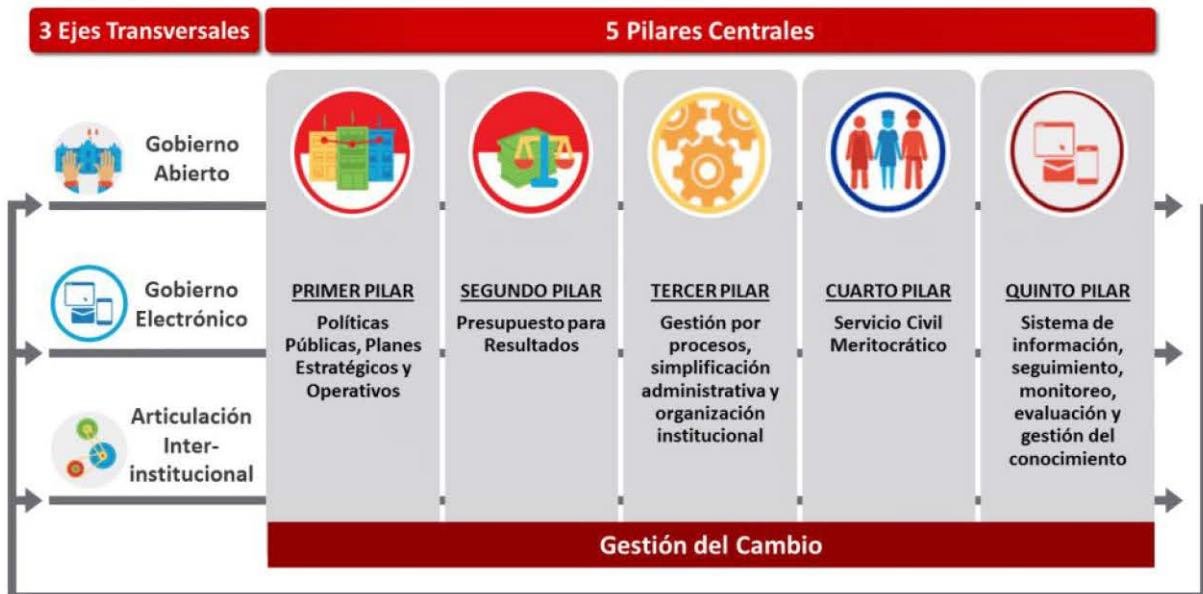 3 Ejes Transversales
5 Pilares Centrales
Gobierno
Abierto
Gobierno
Electrónico
Articulación
Inter-
institucional
PRIMER PILAR
Políticas
Públicas, Planes
Estratégicos y
Operativos
SEGUNDO PILAR
Presupuesto para
Resultados
TERCER PILAR
Gestión por
procesos,
simplificación
administrativa y
organización
institucional
CUARTO PILAR
Servicio Civil
Meritocrático
QUINTO PILAR
Sistema de
información,
seguimiento,
monitoreo,
evaluación y
gestión del
conocimiento
Gestión del Cambio